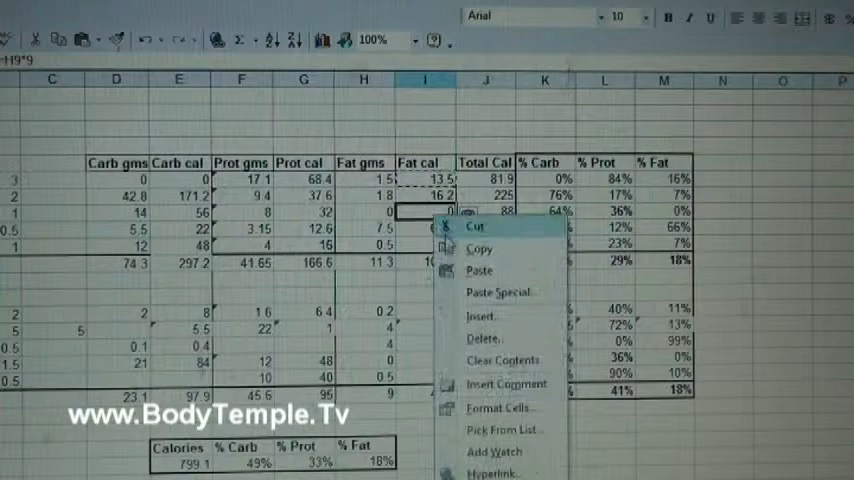 Arial 10 B I U
100%
H9*9
C D E F G H I J K L M N O P
Carb gms Carb cal Prot gms Prot cal Fat gms Fat cal Total Cal % Carb % Prot % Fat
3 0 0 17.1 68.4 1.5 13.5 81.9 0% 84% 16%
2 42.8 171.2 9.4 37.6 1.8 16.2 225 76% 17% 7%
1 14 56 8 32 0 0 88 64% 36% 0%
0.5 5.5 22 3.15 12.6 7.5 12% 66%
1 12 48 4 16 0.5 23% 7%
74.3 297.2 41.65 166.6 11.3 29% 18%
2 2 8 1.6 6.4 0.2 40% 11%
5 5 5.5 22 1 4 72% 13%
0.5 0.1 0.4 4 0% 99%
1.5 21 84 12 48 0 36% 0%
0.5 10 40 0.5 90% 10%
23.1 97.9 45.6 95 9 41% 18%
Cut
Copy
Paste
Paste Special...
Insert...
Delete...
Clear Contents
Insert Comment
Format Cells...
Pick From List...
Add Watch
Hyperlink...
www.BodyTemple.Tv
Calories % Carb % Prot % Fat
799.1 49% 33% 18%